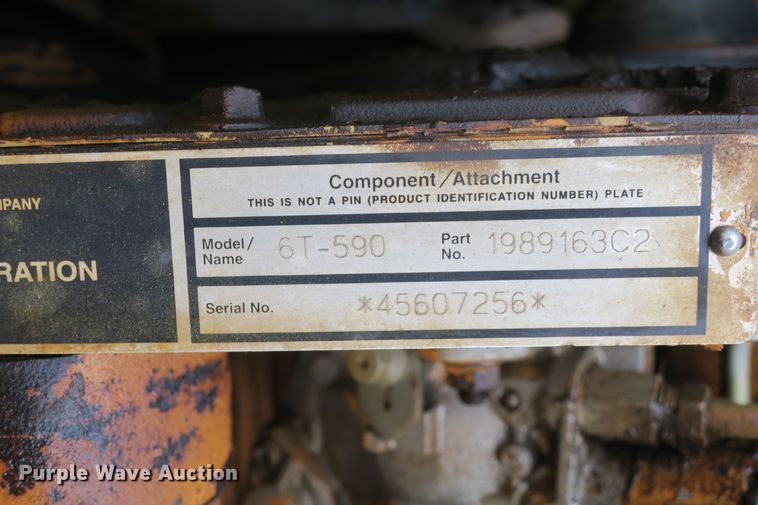 MPANY
RATION
Component/Attachment
THIS IS NOT A PIN (PRODUCT IDENTIFICATION NUMBER) PLATE
Model/ Name 6T-590 Part No. 1989163C2
Serial No. *45607256*
Purple Wave Auction